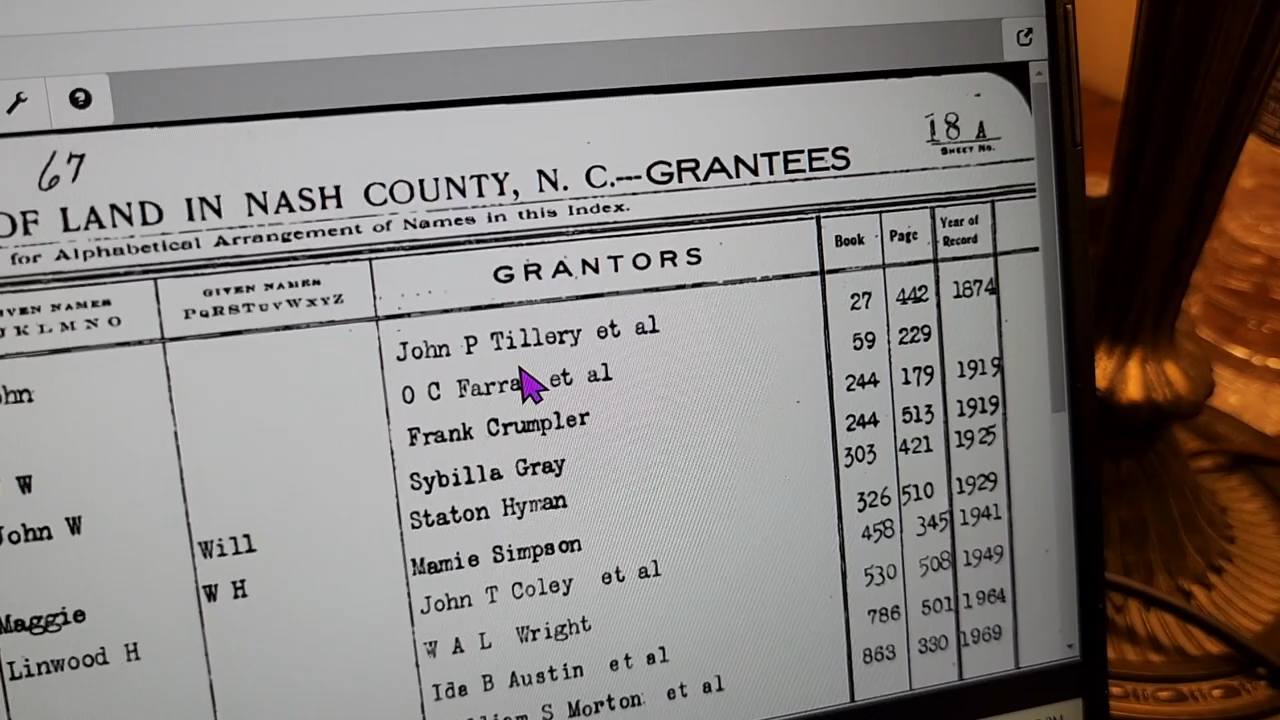 67
18 A
SHEET No.
OF LAND IN NASH COUNTY, N. C.---GRANTEES
for Alphabetical Arrangement of Names in this Index.
GIVEN NAMES
JKLMNO
GIVEN NAMES
PQRSTUVWXYZ
GRANTORS
Book
Page
Year of
Record
John P Tillery et al 27 442 1874
O C Farra et al 59 229
Frank Crumpler 244 179 1919
W Sybilla Gray 244 513 1919
Staton Hyman 303 421 1925
John W Will Mamie Simpson 326 510 1929
W H John T Coley et al 458 345 1941
Maggie W A L Wright 530 508 1949
Linwood H Ida B Austin et al 786 501 1964
S Morton et al 863 330 1969